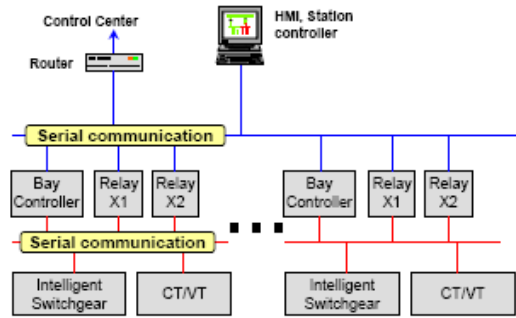 Control Center
HMI, Station
controller
Router
Serial communication
Bay
Controller
Relay
X1
Relay
X2
Bay
Controller
Relay
X1
Relay
X2
Serial communication
Intelligent
Switchgear
CT/VT
Intelligent
Switchgear
CT/VT